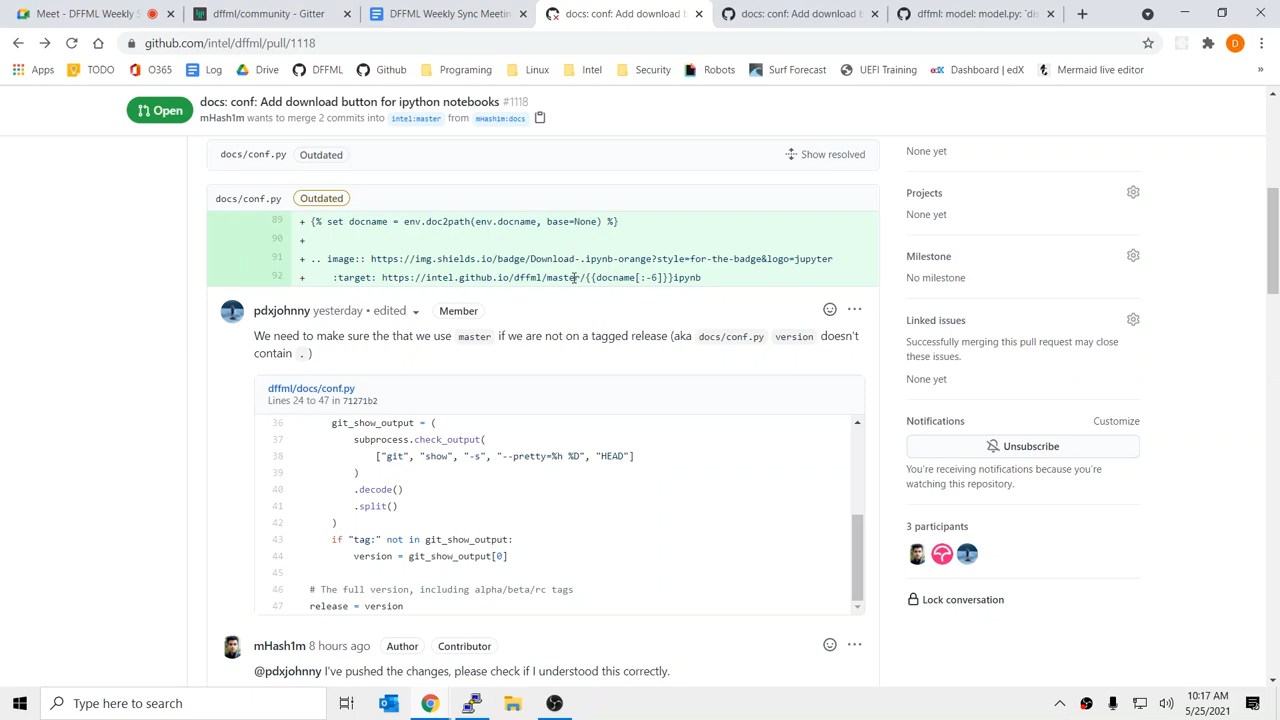 Meet - DFFML Weekly S
dffml/community - Gitter
DFFML Weekly Sync Meetin
docs: conf: Add download b
docs: conf: Add download b
dffml: model: model.py: `dis
github.com/intel/dffml/pull/1118
D
Apps
TODO
O365
Log
Drive
DFFML
Github
Programing
Linux
Intel
Security
Robots
Surf Forecast
UEFI Training
Dashboard | edX
Mermaid live editor
»
Open
docs: conf: Add download button for ipython notebooks #1118
mHash1m wants to merge 2 commits into intel:master from mHash1m:docs
docs/conf.py Outdated
Show resolved
docs/conf.py Outdated
89 + {% set docname = env.doc2path(env.docname, base=None) %}
90 +
91 + .. image:: https://img.shields.io/badge/Download-.ipynb-orange?style=for-the-badge&logo=jupyter
92 + :target: https://intel.github.io/dffml/master/{{docname[:-6]}}ipynb
pdxjohnny yesterday • edited Member
We need to make sure the that we use master if we are not on a tagged release (aka docs/conf.py version doesn't
contain . )
dffml/docs/conf.py
Lines 24 to 47 in 71271b2
36 git_show_output = (
37 subprocess.check_output(
38 ["git", "show", "-s", "--pretty=%h %D", "HEAD"]
39 )
40 .decode()
41 .split()
42 )
43 if "tag:" not in git_show_output:
44 version = git_show_output[0]
45
46 # The full version, including alpha/beta/rc tags
47 release = version
mHash1m 8 hours ago Author Contributor
@pdxjohnny I've pushed the changes, please check if I understood this correctly.
None yet
Projects
None yet
Milestone
No milestone
Linked issues
Successfully merging this pull request may close
these issues.
None yet
Notifications
Customize
Unsubscribe
You're receiving notifications because you're
watching this repository.
3 participants
Lock conversation
Type here to search
10:17 AM
5/25/2021